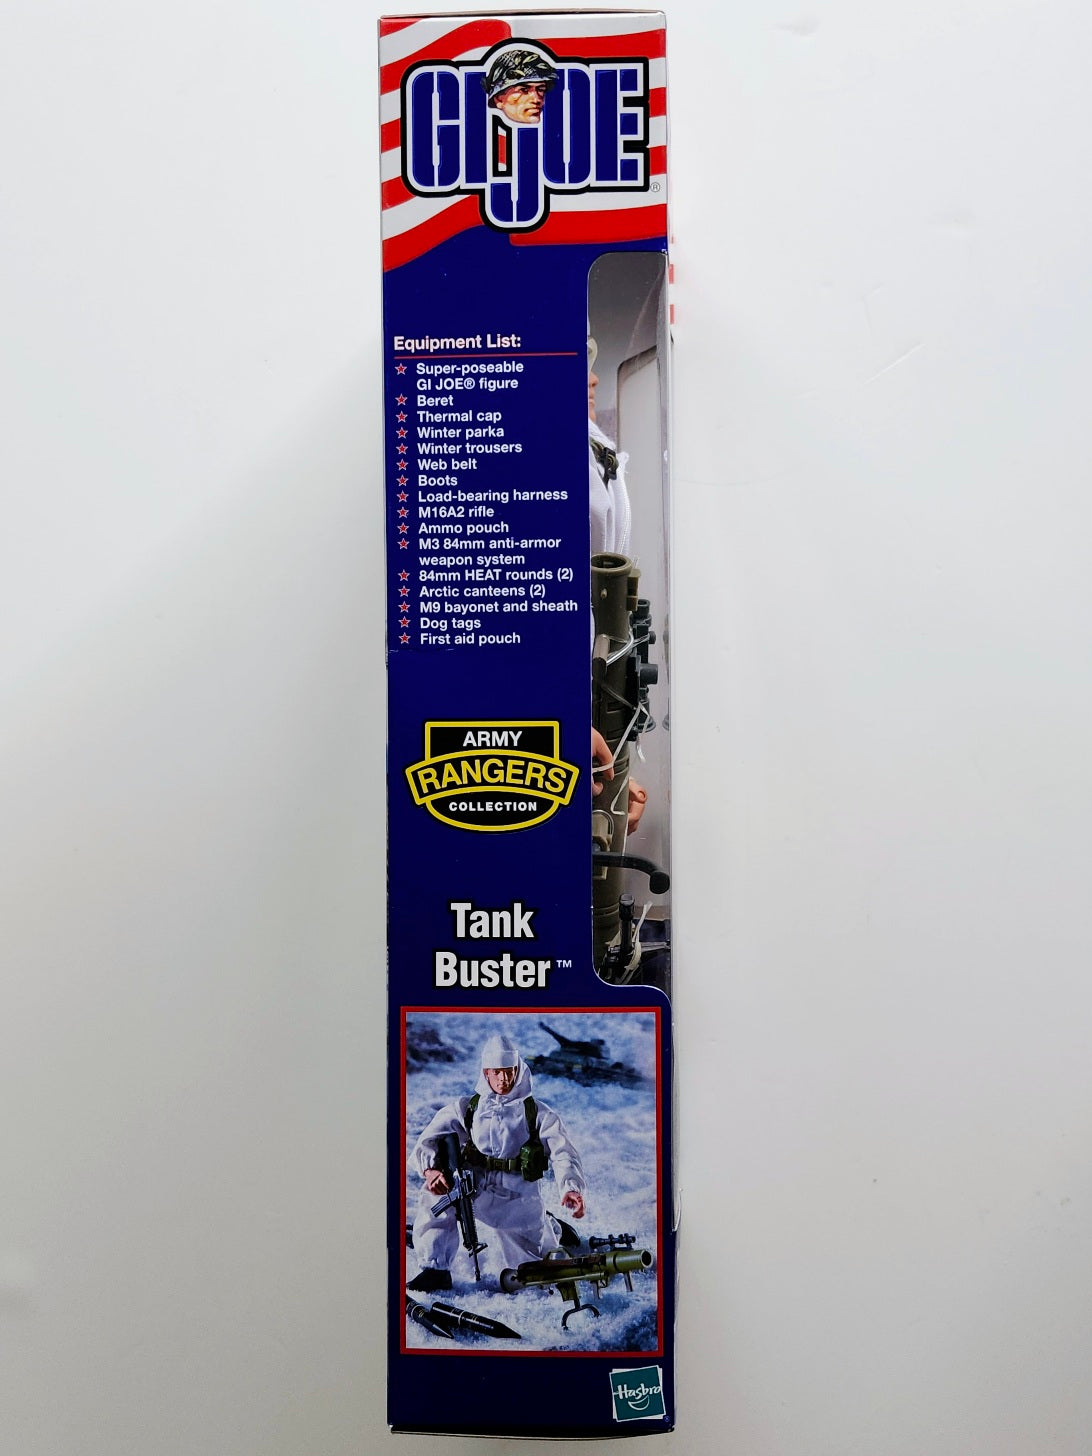 GI JOE®
Equipment List:
Super-poseable
GI JOE® figure
Beret
Thermal cap
Winter parka
Winter trousers
Web belt
Boots
Load-bearing harness
M16A2 rifle
Ammo pouch
M3 84mm anti-armor
weapon system
84mm HEAT rounds (2)
Arctic canteens (2)
M9 bayonet and sheath
Dog tags
First aid pouch
ARMY
RANGERS
COLLECTION
Tank
Buster™
Hasbro